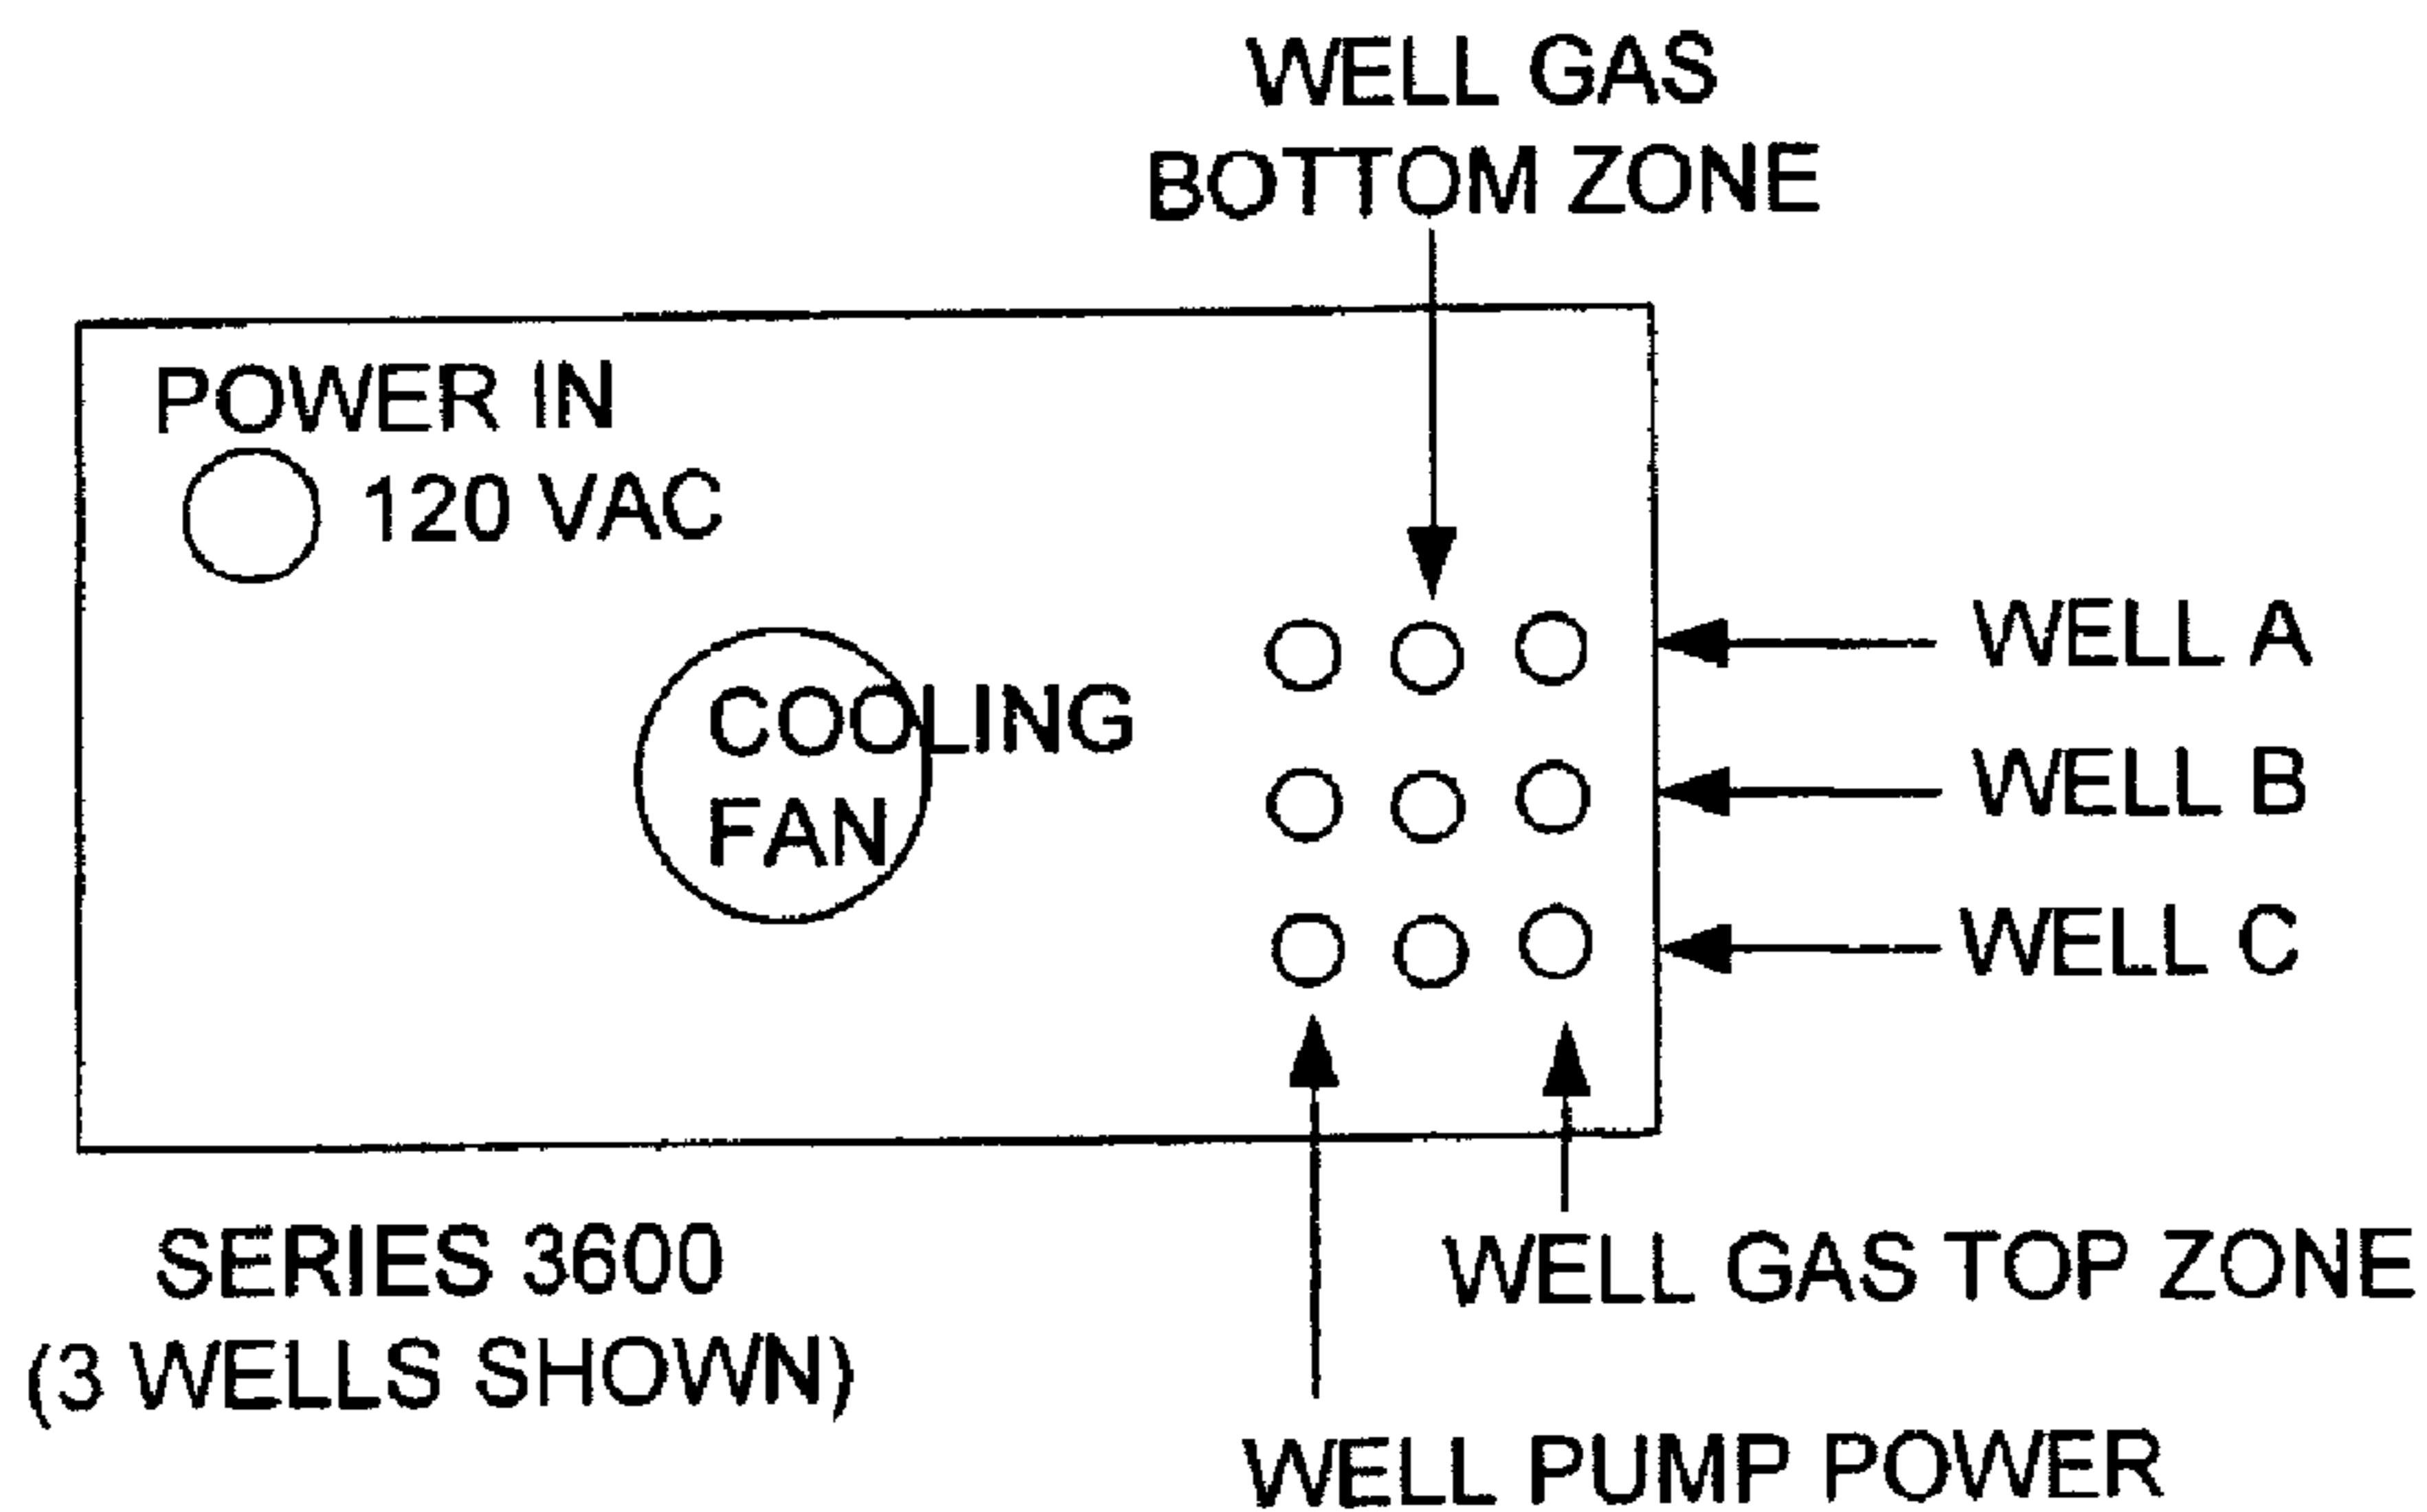 WELL GAS
BOTTOM ZONE
POWER IN
120 VAC
COOLING
FAN
WELL A
WELL B
WELL C
SERIES 3600
(3 WELLS SHOWN)
WELL GAS TOP ZONE
WELL PUMP POWER